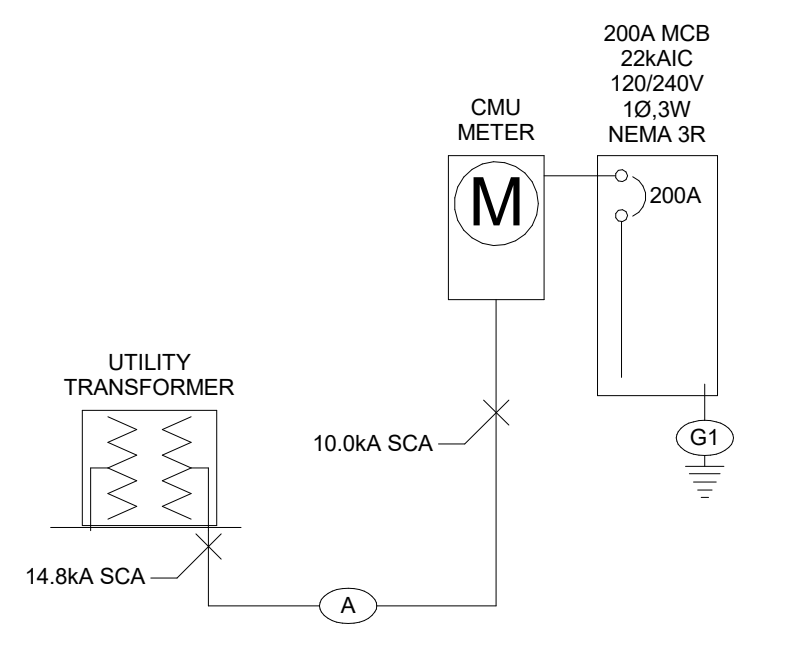 200A MCB
22kAIC
120/240V
1Ø,3W
NEMA 3R
CMU
METER
M
200A
UTILITY
TRANSFORMER
10.0kA SCA
G1
14.8kA SCA
A